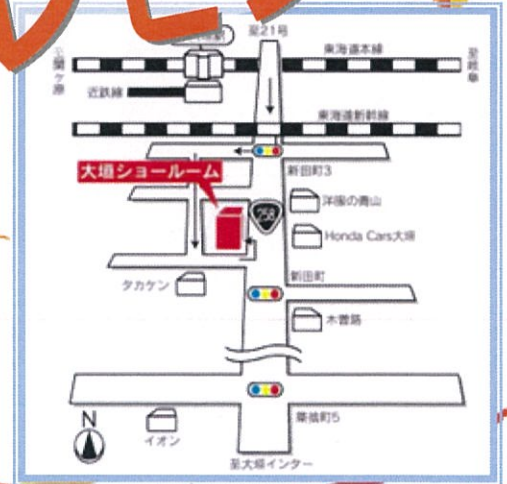 至21号
東海道本線
至関ヶ原
至岐阜
近鉄線
東海道新幹線
大垣ショールーム
新田町3
洋服の青山
258
Honda Cars大垣
新田町
タカケン
木曽路
N
イオン
築捨町5
至大垣インター